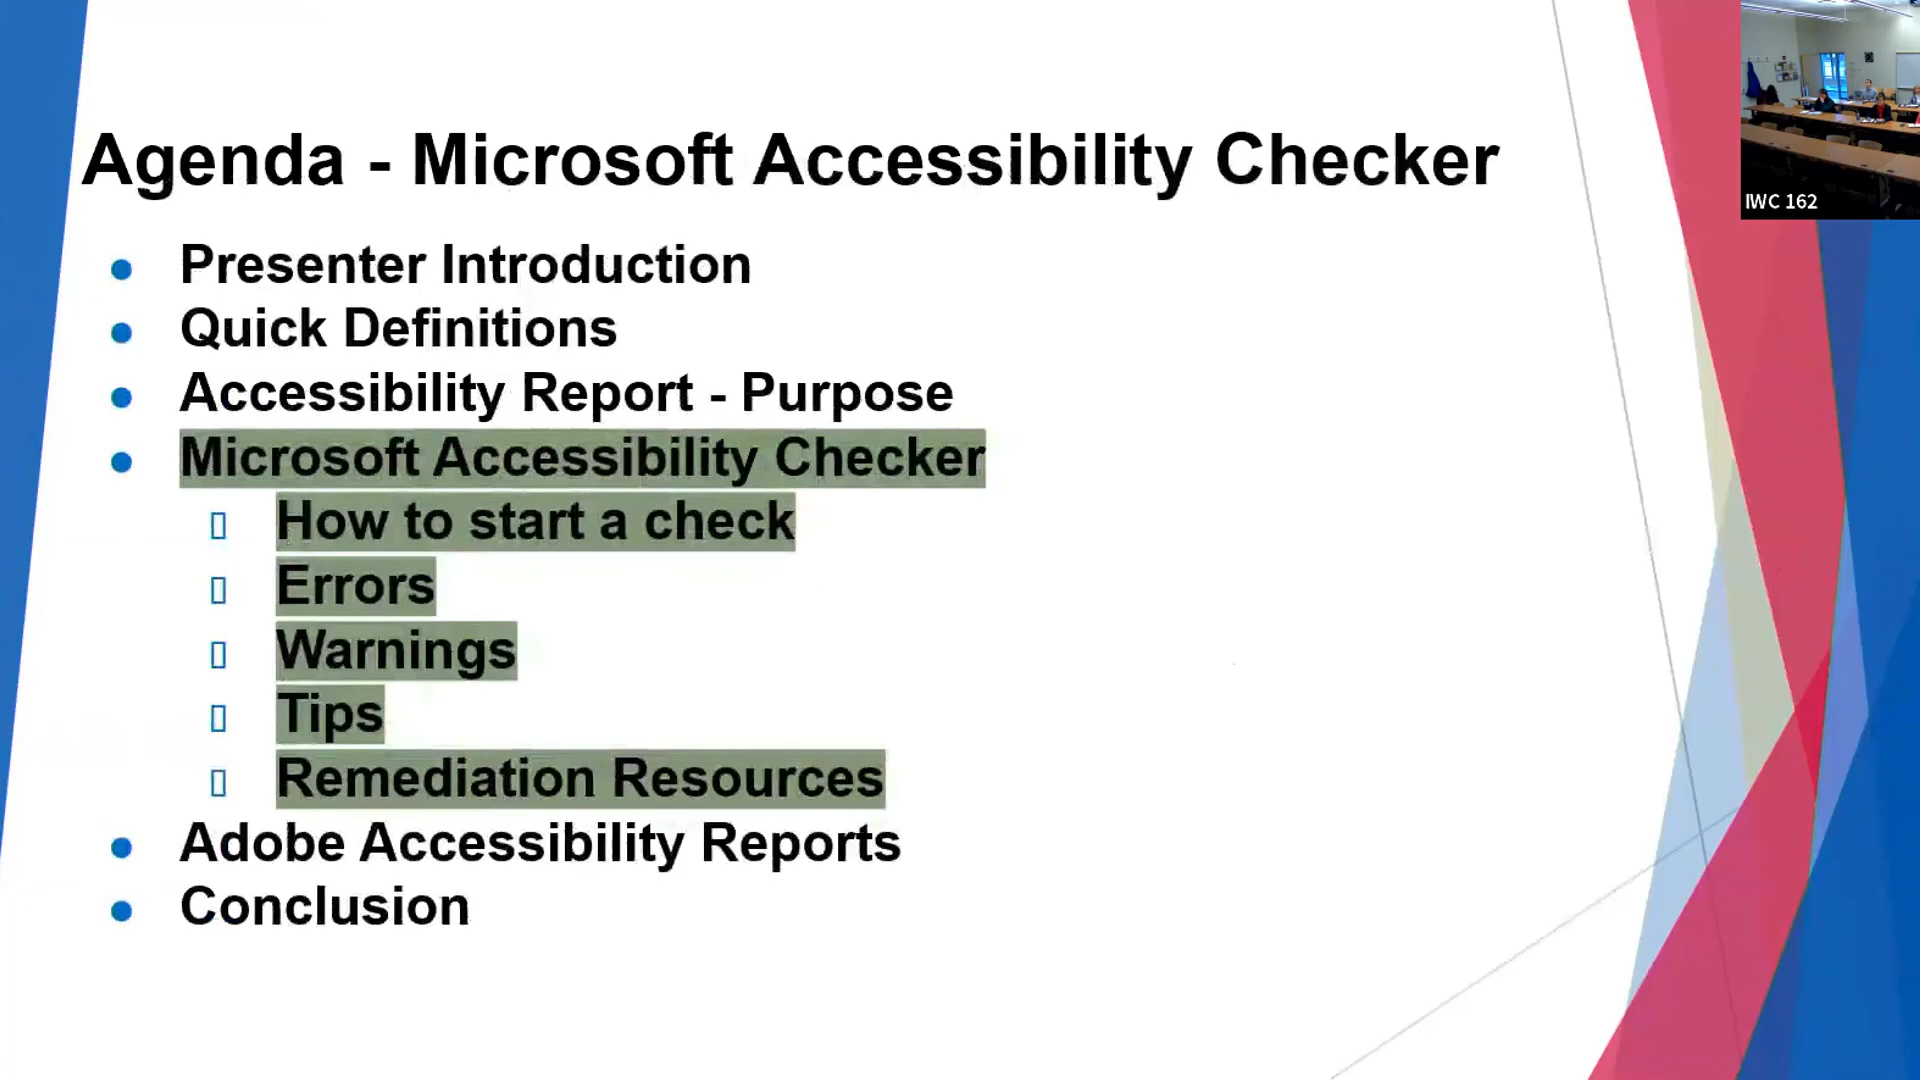 Agenda - Microsoft Accessibility Checker
IWC 162
Presenter Introduction
Quick Definitions
Accessibility Report - Purpose
Microsoft Accessibility Checker
How to start a check
Errors
Warnings
Tips
Remediation Resources
Adobe Accessibility Reports
Conclusion